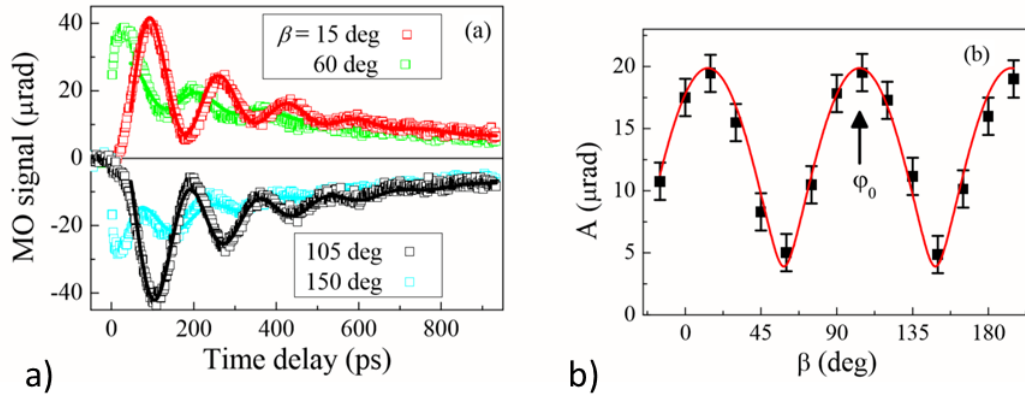 β = 15 deg
60 deg
(a)
40
20
0
-20
-40
MO signal (μrad)
105 deg
150 deg
0 200 400 600 800
Time delay (ps)
a)
(b)
20
15
10
5
0
A (μrad)
φ₀
0 45 90 135 180
β (deg)
b)